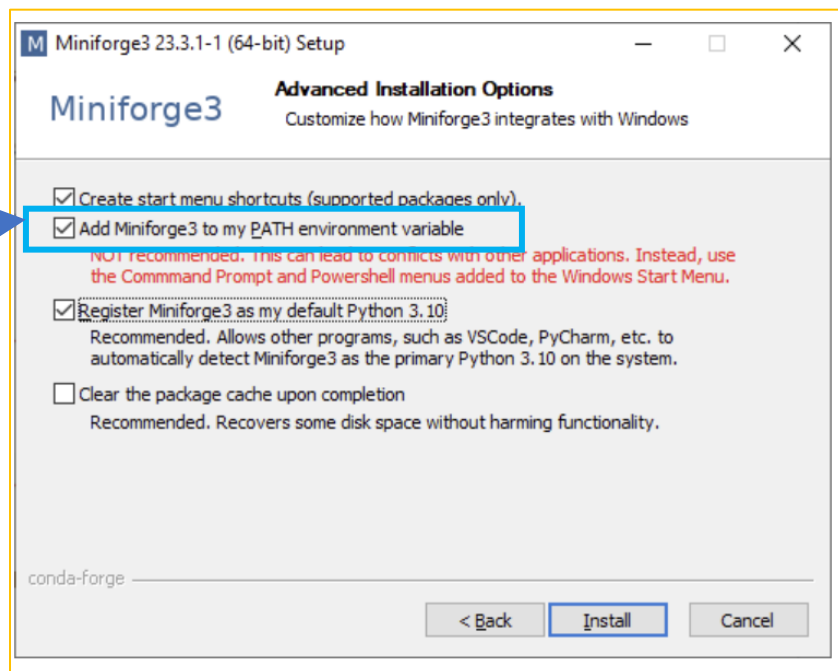 M Miniforge3 23.3.1-1 (64-bit) Setup
Miniforge3
Advanced Installation Options
Customize how Miniforge3 integrates with Windows
Create start menu shortcuts (supported packages only).
Add Miniforge3 to my PATH environment variable
NOT recommended. This can lead to conflicts with other applications. Instead, use
the Commmand Prompt and Powershell menus added to the Windows Start Menu.
Register Miniforge3 as my default Python 3.10
Recommended. Allows other programs, such as VSCode, PyCharm, etc. to
automatically detect Miniforge3 as the primary Python 3.10 on the system.
Clear the package cache upon completion
Recommended. Recovers some disk space without harming functionality.
conda-forge
< Back Install Cancel